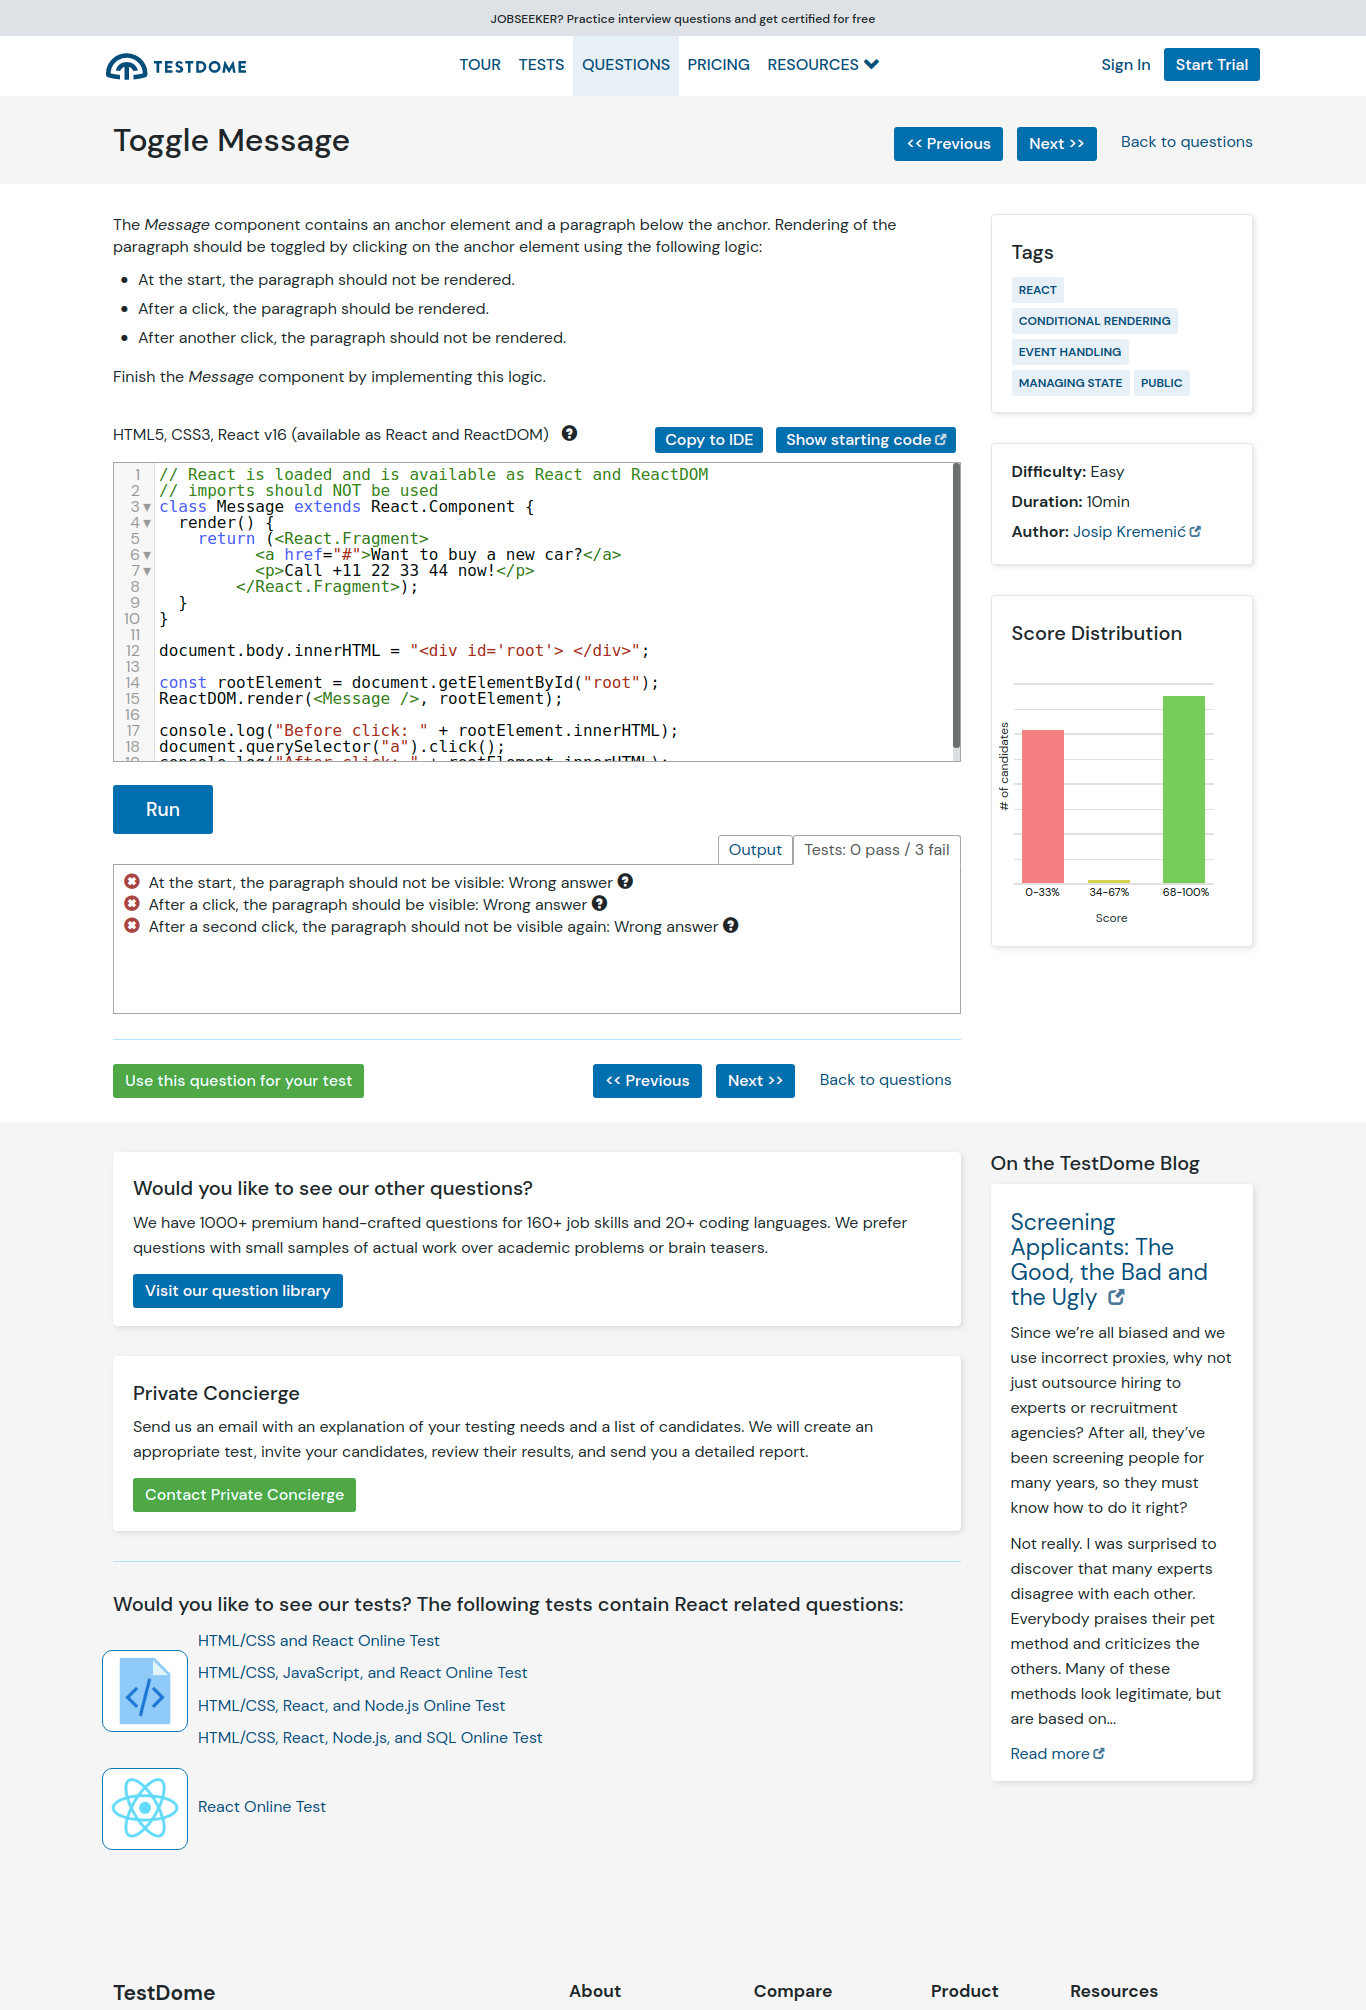 JOBSEEKER? Practice interview questions and get certified for free
TESTDOME
TOUR TESTS QUESTIONS PRICING RESOURCES
Sign In Start Trial
Toggle Message
<< Previous Next >> Back to questions
The Message component contains an anchor element and a paragraph below the anchor. Rendering of the
paragraph should be toggled by clicking on the anchor element using the following logic:
At the start, the paragraph should not be rendered.
After a click, the paragraph should be rendered.
After another click, the paragraph should not be rendered.
Finish the Message component by implementing this logic.
HTML5, CSS3, React v16 (available as React and ReactDOM)
Copy to IDE Show starting code
1 // React is loaded and is available as React and ReactDOM
2 // imports should NOT be used
3 class Message extends React.Component {
4   render() {
5     return (<React.Fragment>
6           <a href="#">Want to buy a new car?</a>
7           <p>Call +11 22 33 44 now!</p>
8         </React.Fragment>);
9   }
10 }
11
12 document.body.innerHTML = "<div id='root'> </div>";
13
14 const rootElement = document.getElementById("root");
15 ReactDOM.render(<Message />, rootElement);
16
17 console.log("Before click: " + rootElement.innerHTML);
18 document.querySelector("a").click();
19 console.log("After click: " + rootElement.innerHTML);
Run
Output Tests: 0 pass / 3 fail
At the start, the paragraph should not be visible: Wrong answer
After a click, the paragraph should be visible: Wrong answer
After a second click, the paragraph should not be visible again: Wrong answer
Use this question for your test
<< Previous Next >> Back to questions
Tags
REACT
CONDITIONAL RENDERING
EVENT HANDLING
MANAGING STATE PUBLIC
Difficulty: Easy
Duration: 10min
Author: Josip Kremenić
Score Distribution
# of candidates
0-33% 34-67% 68-100%
Score
Would you like to see our other questions?
We have 1000+ premium hand-crafted questions for 160+ job skills and 20+ coding languages. We prefer
questions with small samples of actual work over academic problems or brain teasers.
Visit our question library
Private Concierge
Send us an email with an explanation of your testing needs and a list of candidates. We will create an
appropriate test, invite your candidates, review their results, and send you a detailed report.
Contact Private Concierge
Would you like to see our tests? The following tests contain React related questions:
HTML/CSS and React Online Test
HTML/CSS, JavaScript, and React Online Test
HTML/CSS, React, and Node.js Online Test
HTML/CSS, React, Node.js, and SQL Online Test
React Online Test
On the TestDome Blog
Screening
Applicants: The
Good, the Bad and
the Ugly
Since we’re all biased and we
use incorrect proxies, why not
just outsource hiring to
experts or recruitment
agencies? After all, they’ve
been screening people for
many years, so they must
know how to do it right?
Not really. I was surprised to
discover that many experts
disagree with each other.
Everybody praises their pet
method and criticizes the
others. Many of these
methods look legitimate, but
are based on...
Read more
TestDome About Compare Product Resources